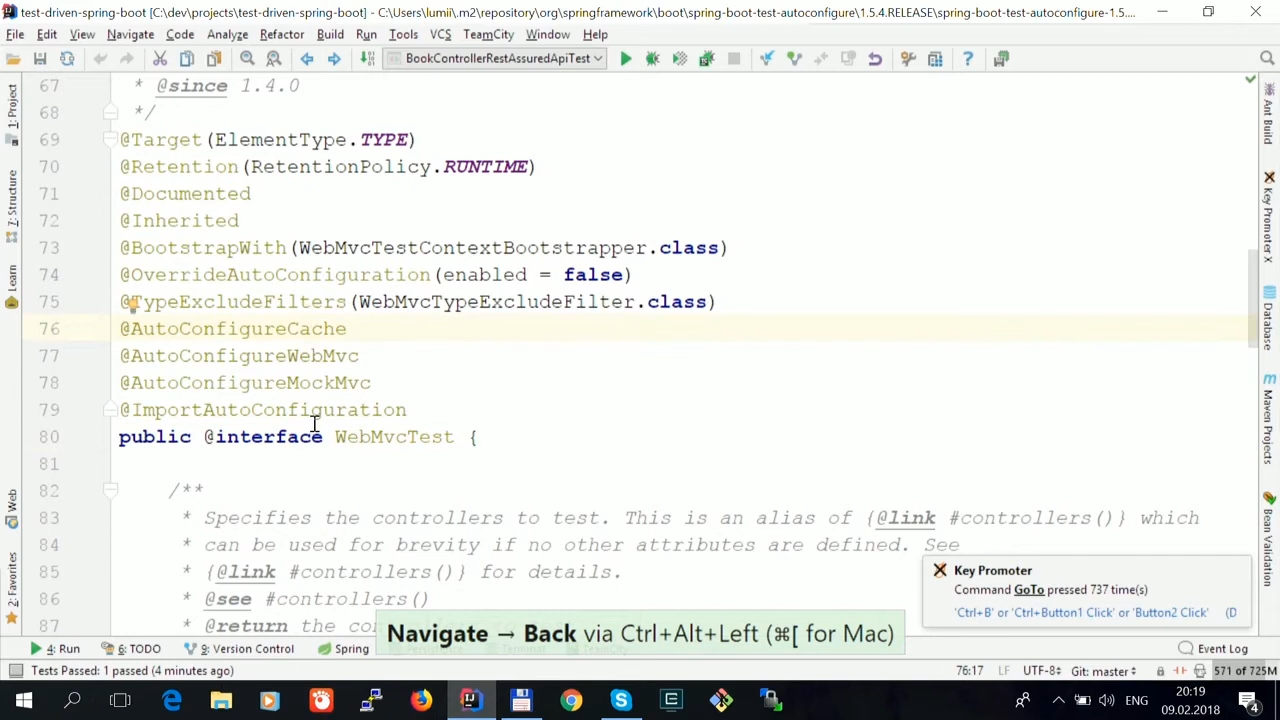 test-driven-spring-boot [C:\dev\projects\test-driven-spring-boot] - C:\Users\lumii\.m2\repository\org\springframework\boot\spring-boot-test-autoconfigure\1.5.4.RELEASE\spring-boot-test-autoconfigure-1.5....
File Edit View Navigate Code Analyze Refactor Build Run Tools VCS TeamCity Window Help
BookControllerRestAssuredApiTest
67 * @since 1.4.0
68 */
69 @Target(ElementType.TYPE)
70 @Retention(RetentionPolicy.RUNTIME)
71 @Documented
72 @Inherited
73 @BootstrapWith(WebMvcTestContextBootstrapper.class)
74 @OverrideAutoConfiguration(enabled = false)
75 @TypeExcludeFilters(WebMvcTypeExcludeFilter.class)
76 @AutoConfigureCache
77 @AutoConfigureWebMvc
78 @AutoConfigureMockMvc
79 @ImportAutoConfiguration
80 public @interface WebMvcTest {
81
82 /**
83 * Specifies the controllers to test. This is an alias of {@link #controllers()} which
84 * can be used for brevity if no other attributes are defined. See
85 * {@link #controllers()} for details.
86 * @see #controllers()
87 * @return the
1: Project
7: Structure
Learn
Web
2: Favorites
Ant Build
Key Promoter X
Database
Maven Projects
Bean Validation
Key Promoter
Command GoTo pressed 737 time(s)
'Ctrl+B' or 'Ctrl+Button1 Click' or 'Button2 Click' (D
Navigate → Back via Ctrl+Alt+Left (⌘[ for Mac)
4: Run 6: TODO 9: Version Control Spring Terminal Event Log
Tests Passed: 1 passed (4 minutes ago) 76:17 LF UTF-8 Git: master 571 of 725M
ENG
20:19
09.02.2018
4